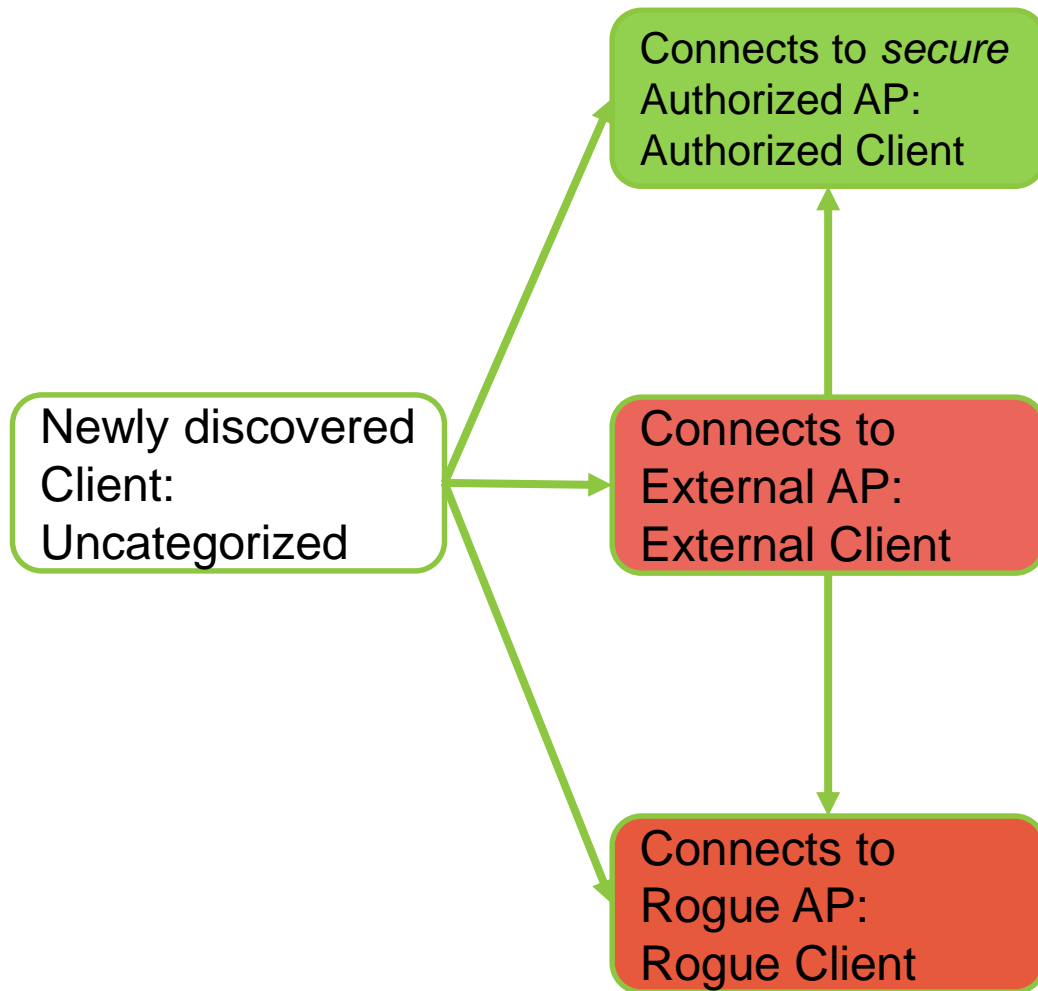 Connects to secure
Authorized AP:
Authorized Client
Newly discovered
Client:
Uncategorized
Connects to
External AP:
External Client
Connects to
Rogue AP:
Rogue Client